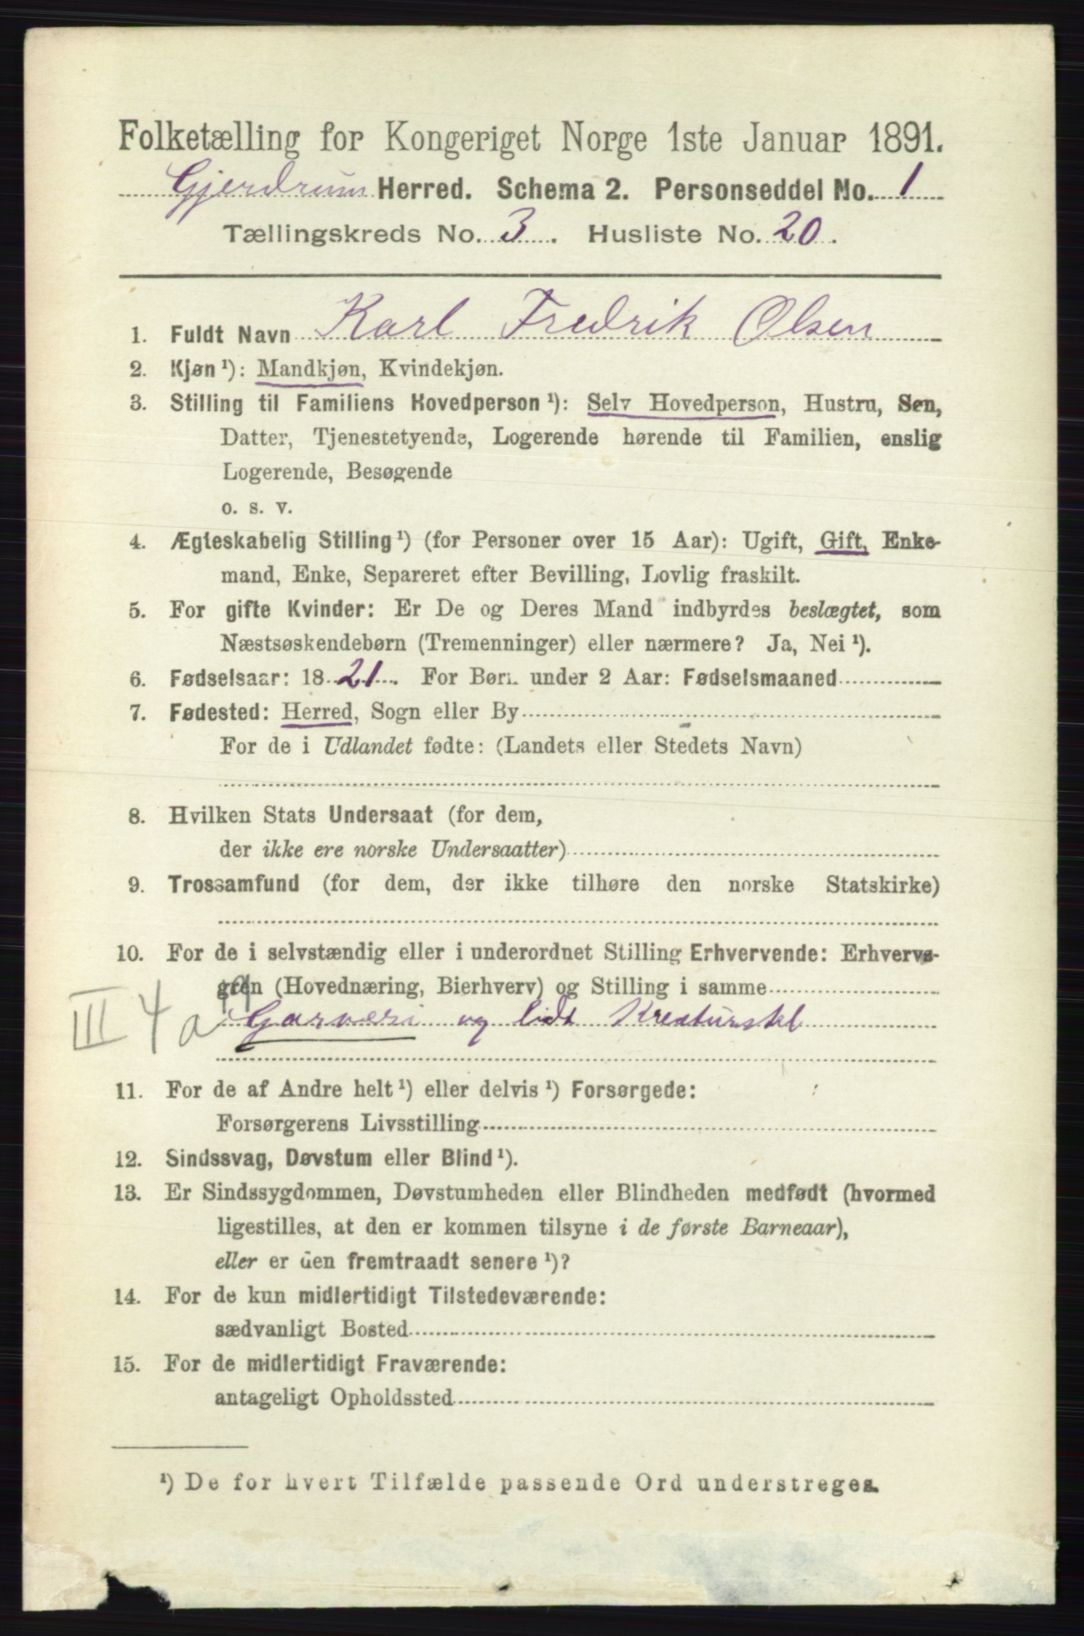 Folketælling for Kongeriget Norge 1ste Januar 1891.
Gjerdrum Herred. Schema 2. Personseddel No. 1
Tællingskreds No. 3. Husliste No. 20.
1. Fuldt Navn Karl Fredrik Olsen
2. Kjøn ¹): Mandkjøn, Kvindekjøn.
3. Stilling til Familiens Hovedperson ¹): Selv Hovedperson, Hustru, Søn,
Datter, Tjenestetyende, Logerende hørende til Familien, enslig
Logerende, Besøgende
o. s. v.
4. Ægteskabelig Stilling ¹) (for Personer over 15 Aar): Ugift, Gift, Enke-
mand, Enke, Separeret efter Bevilling, Lovlig fraskilt.
5. For gifte Kvinder: Er De og Deres Mand indbyrdes beslægtet, som
Næstsøskendebørn (Tremenninger) eller nærmere? Ja, Nei ¹).
6. Fødselsaar: 1821. For Børn under 2 Aar: Fødselsmaaned
7. Fødested: Herred, Sogn eller By
For de i Udlandet fødte: (Landets eller Stedets Navn)
8. Hvilken Stats Undersaat (for dem,
der ikke ere norske Undersaatter)
9. Trossamfund (for dem, der ikke tilhøre den norske Statskirke)
10. For de i selvstændig eller i underordnet Stilling Erhvervende: Erhvervs-
gren (Hovednæring, Bierhverv) og Stilling i samme
III 4 a Garveri og lidt Kreaturstel
11. For de af Andre helt ¹) eller delvis ¹) Forsørgede:
Forsørgerens Livsstilling
12. Sindssvag, Døvstum eller Blind ¹).
13. Er Sindssygdommen, Døvstumheden eller Blindheden medfødt (hvormed
ligestilles, at den er kommen tilsyne i de første Barneaar),
eller er den fremtraadt senere ¹)?
14. For de kun midlertidigt Tilstedeværende:
sædvanligt Bosted
15. For de midlertidigt Fraværende:
antageligt Opholdssted
¹) De for hvert Tilfælde passende Ord understreges.